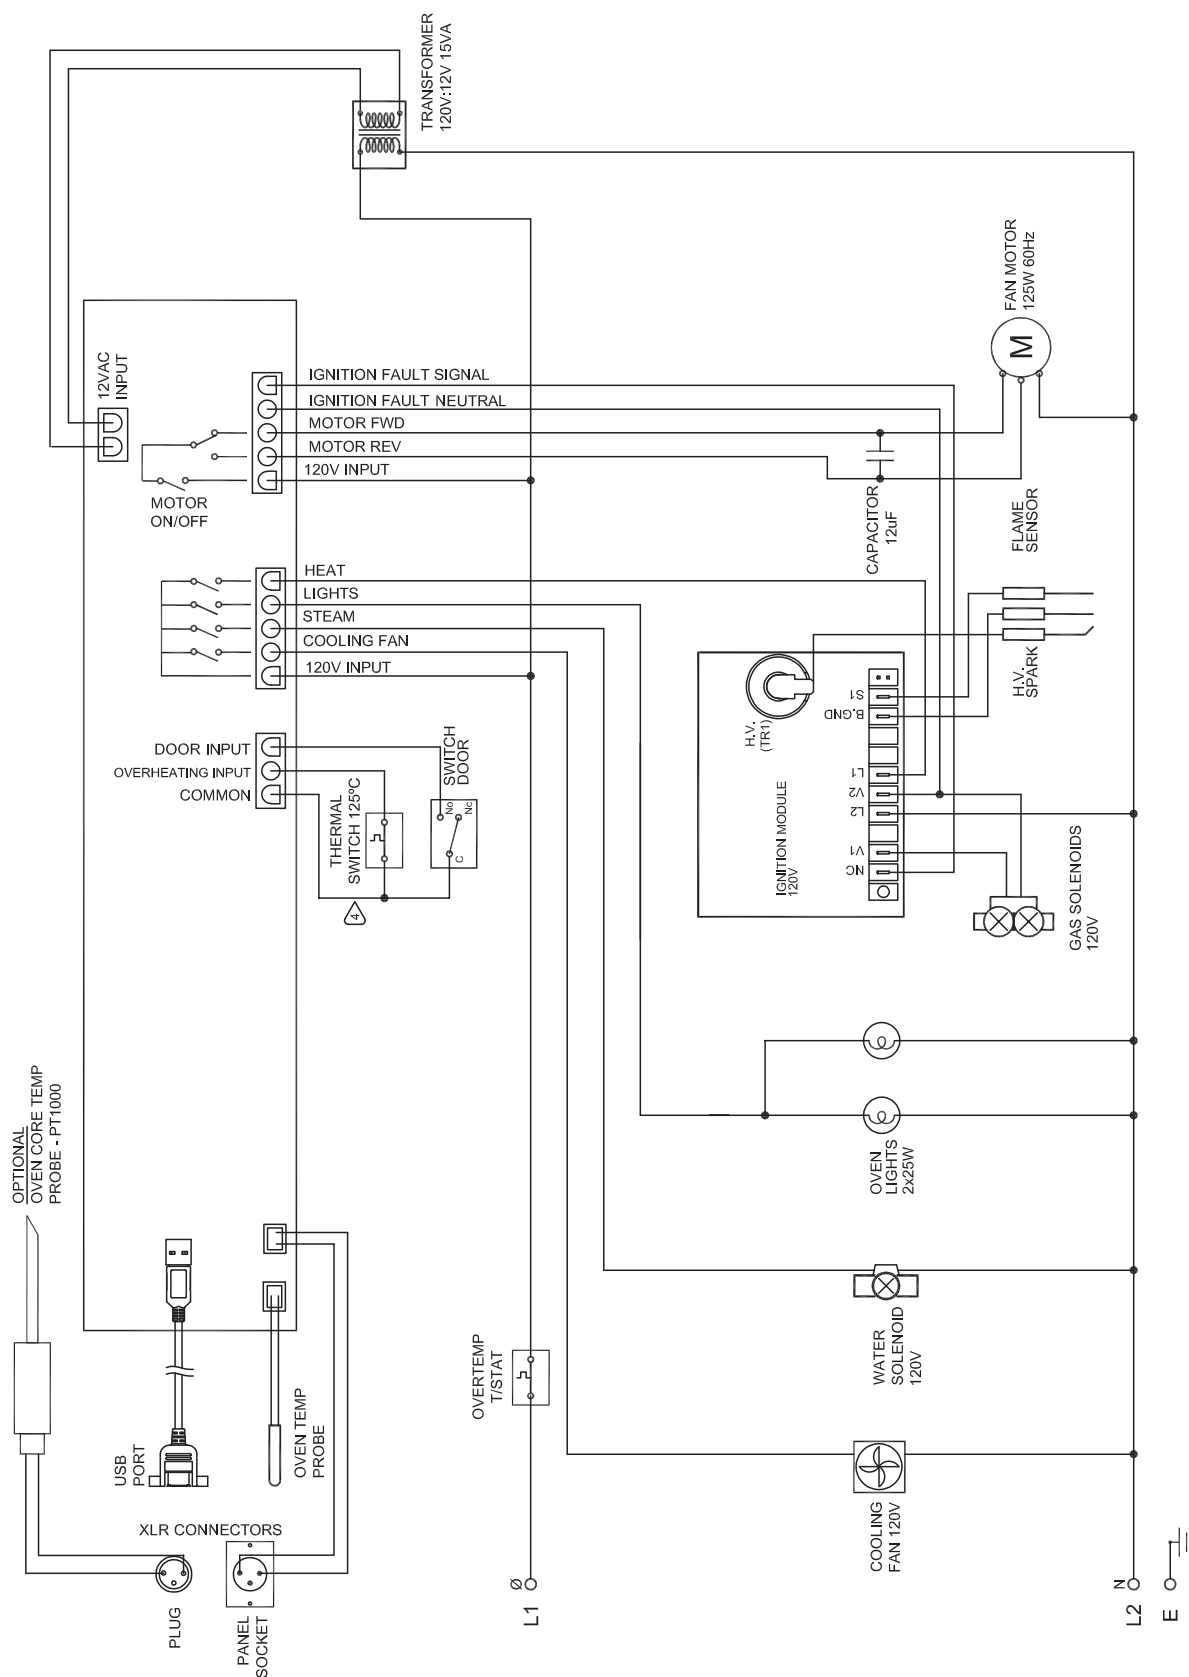 TRANSFORMER
120V:12V 15VA
12VAC
INPUT
FAN MOTOR
125W 60Hz
M
IGNITION FAULT SIGNAL
IGNITION FAULT NEUTRAL
MOTOR FWD
MOTOR REV
120V INPUT
MOTOR
ON/OFF
CAPACITOR
12uF
FLAME
SENSOR
HEAT
LIGHTS
STEAM
COOLING FAN
120V INPUT
H.V.
SPARK
H.V.
(TR1)
S1
B.GND
L1
V2
L2
V1
NC
IGNITION MODULE
120V
DOOR INPUT
OVERHEATING INPUT
COMMON
SWITCH
DOOR
No
Nc
C
THERMAL
SWITCH 125ºC
4
GAS SOLENOIDS
120V
OPTIONAL
OVEN CORE TEMP
PROBE - PT1000
OVEN
LIGHTS
2x25W
WATER
SOLENOID
120V
OVERTEMP
T/STAT
USB
PORT
OVEN TEMP
PROBE
XLR CONNECTORS
PLUG
PANEL
SOCKET
COOLING
FAN 120V
Ø
L1
N
L2
E